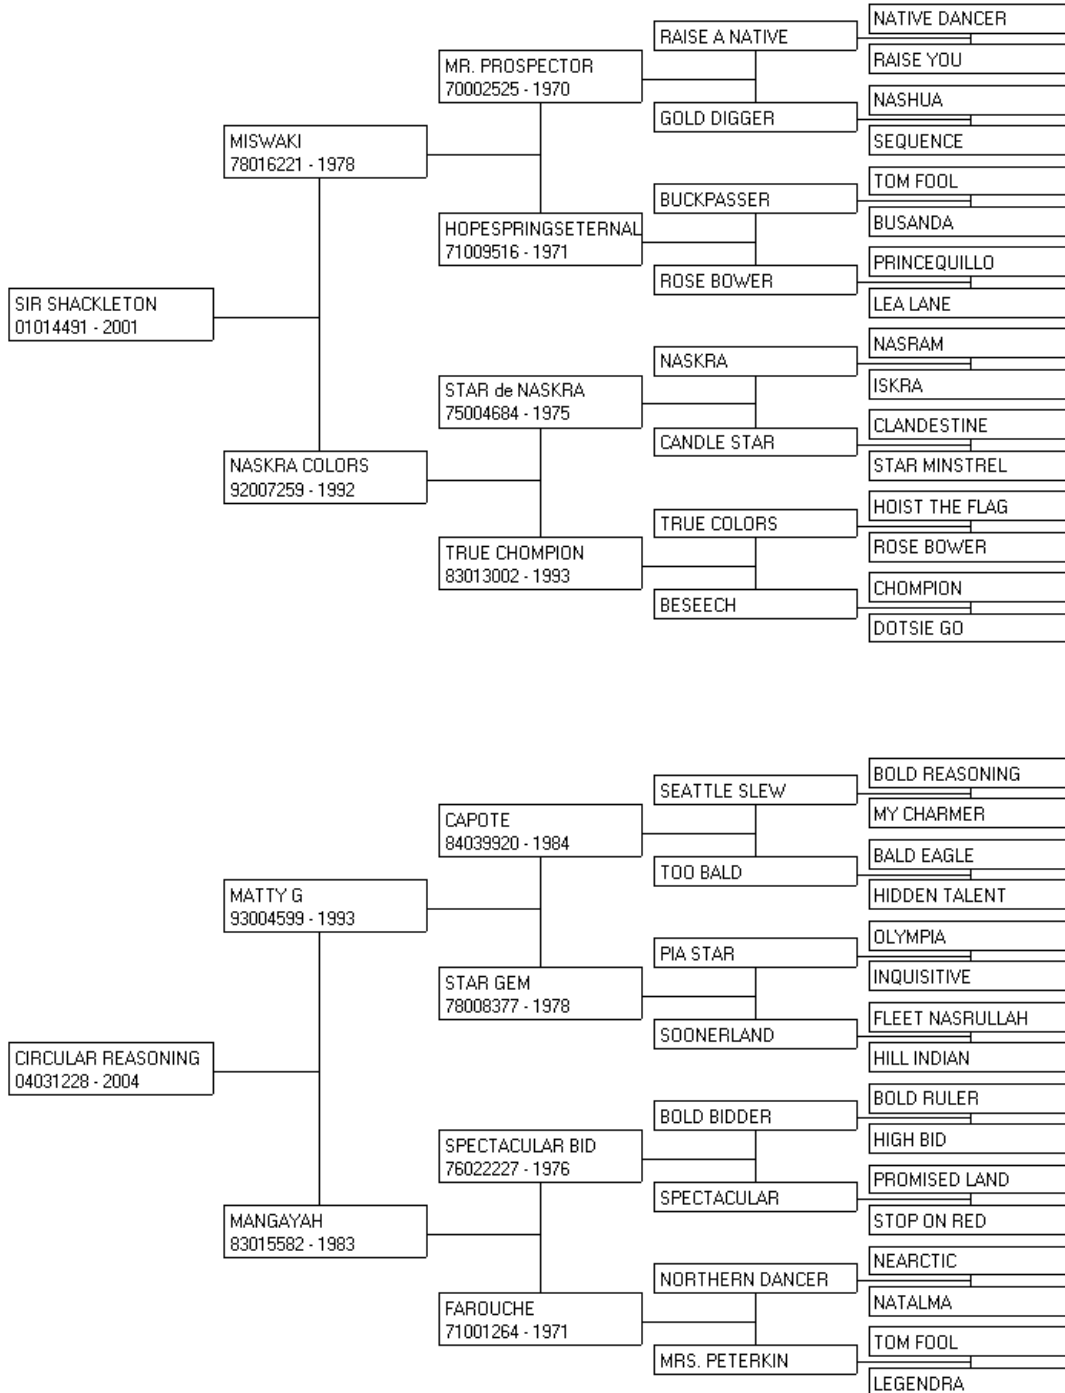 NATIVE DANCER
RAISE A NATIVE
RAISE YOU
MR. PROSPECTOR
70002525 - 1970
NASHUA
GOLD DIGGER
SEQUENCE
MISWAKI
78016221 - 1978
TOM FOOL
BUCKPASSER
BUSANDA
HOPESPRINGSETERNAL
71009516 - 1971
PRINCEQUILLO
ROSE BOWER
LEA LANE
SIR SHACKLETON
01014491 - 2001
NASRAM
NASKRA
ISKRA
STAR de NASKRA
75004684 - 1975
CLANDESTINE
CANDLE STAR
STAR MINSTREL
NASKRA COLORS
92007259 - 1992
HOIST THE FLAG
TRUE COLORS
ROSE BOWER
TRUE CHOMPION
83013002 - 1993
CHOMPION
BESEECH
DOTSIE GO
BOLD REASONING
SEATTLE SLEW
MY CHARMER
CAPOTE
84039920 - 1984
BALD EAGLE
TOO BALD
HIDDEN TALENT
MATTY G
93004599 - 1993
OLYMPIA
PIA STAR
INQUISITIVE
STAR GEM
78008377 - 1978
FLEET NASRULLAH
SOONERLAND
HILL INDIAN
CIRCULAR REASONING
04031228 - 2004
BOLD RULER
BOLD BIDDER
HIGH BID
SPECTACULAR BID
76022227 - 1976
PROMISED LAND
SPECTACULAR
STOP ON RED
MANGAYAH
83015582 - 1983
NEARCTIC
NORTHERN DANCER
NATALMA
FAROUCHE
71001264 - 1971
TOM FOOL
MRS. PETERKIN
LEGENDRA